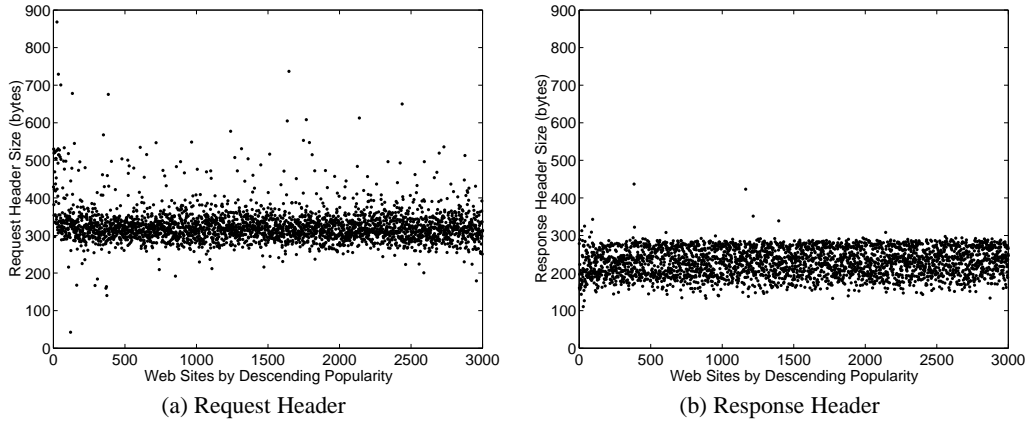 900
800
700
600
500
400
300
200
100
0
Request Header Size (bytes)
0 500 1000 1500 2000 2500 3000
Web Sites by Descending Popularity
(a) Request Header
900
800
700
600
500
400
300
200
100
0
Response Header Size (bytes)
0 500 1000 1500 2000 2500 3000
Web Sites by Descending Popularity
(b) Response Header